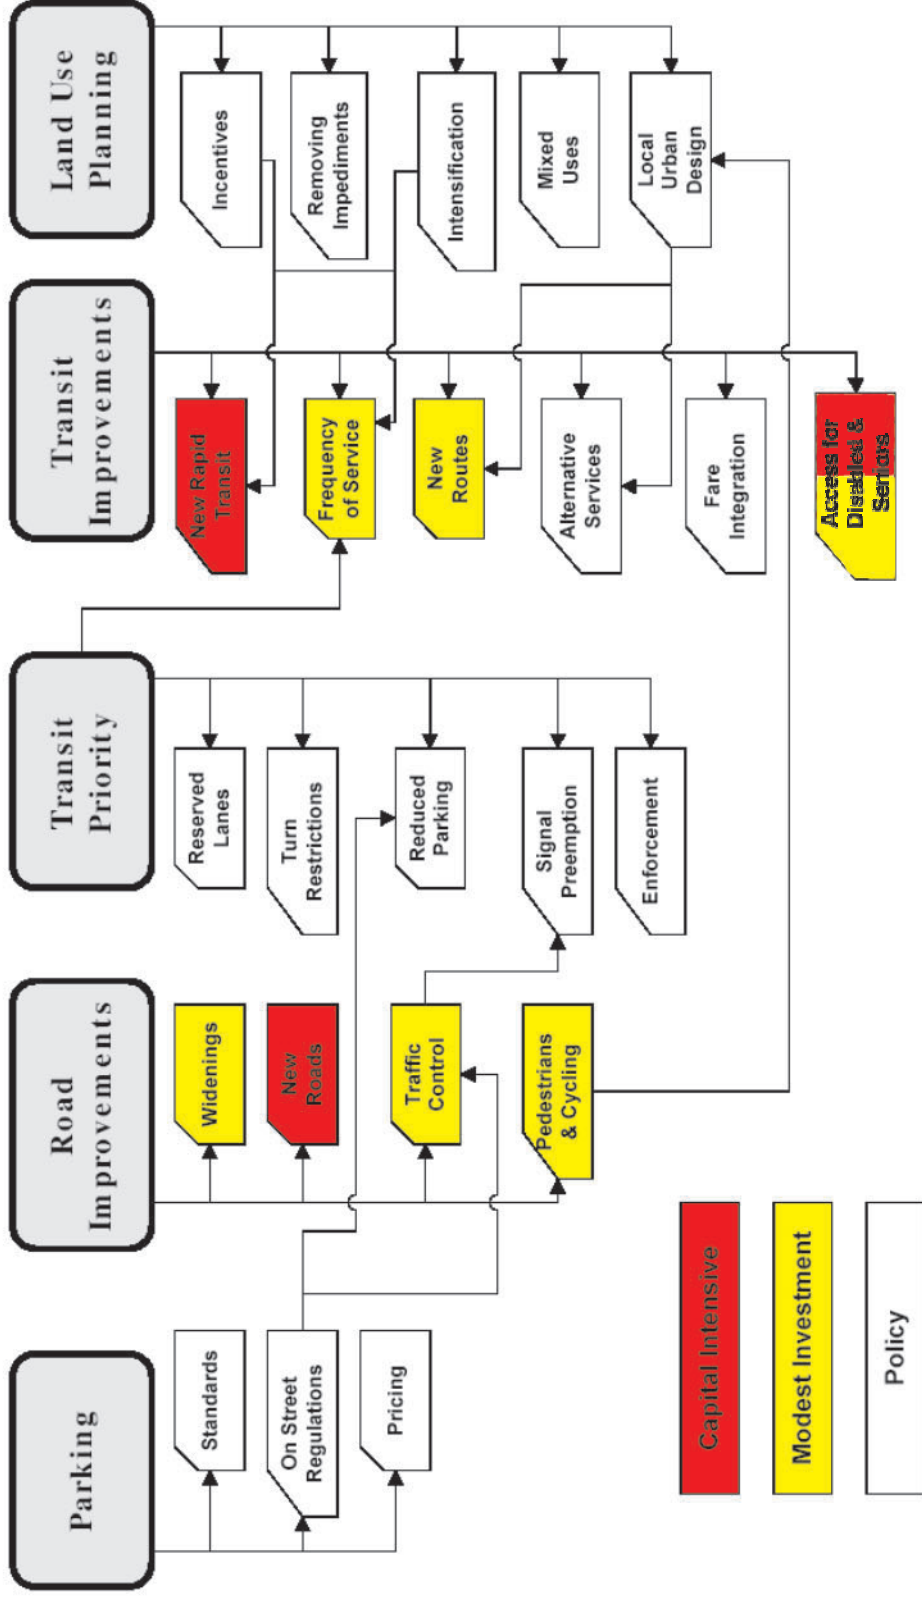 Parking
Standards
On Street
Regulations
Pricing
Road
Improvements
Widenings
New
Roads
Traffic
Control
Pedestrians
& Cycling
Transit
Priority
Reserved
Lanes
Turn
Restrictions
Reduced
Parking
Signal
Preemption
Enforcement
Transit
Improvements
New Rapid
Transit
Frequency
of Service
New
Routes
Alternative
Services
Fare
Integration
Access for
Disabled &
Seniors
Land Use
Planning
Incentives
Removing
Impediments
Intensification
Mixed
Uses
Local
Urban
Design
Capital Intensive
Modest Investment
Policy